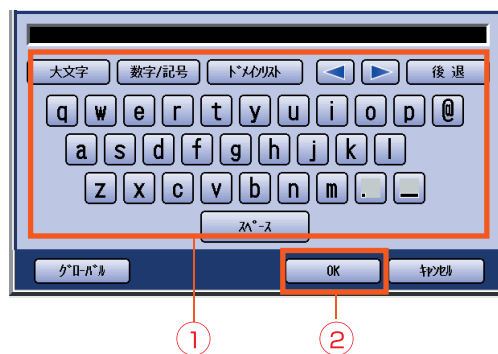 大文字 数字/記号 ﾄﾞﾒｲﾝﾘｽﾄ 後 退
q w e r t y u i o p @
a s d f g h j k l
z x c v b n m . _
ｽﾍﾟｰｽ
ｸﾞﾛｰﾊﾞﾙ OK ｷｬﾝｾﾙ
① ②